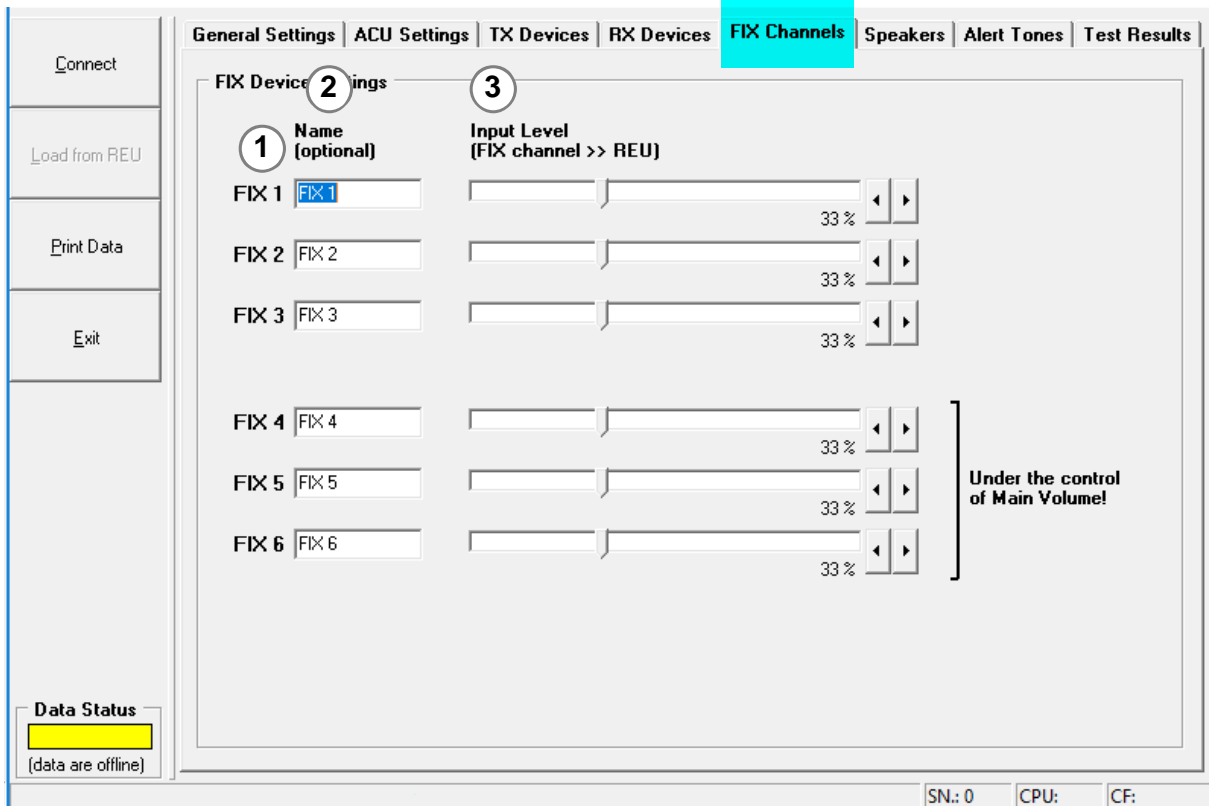 General Settings ACU Settings TX Devices RX Devices FIX Channels Speakers Alert Tones Test Results
Connect
Load from REU
Print Data
Exit
FIX Device ings
2
3
1
Name
(optional)
Input Level
(FIX channel >> REU)
FIX 1 FIX 1
33 %
FIX 2 FIX 2
33 %
FIX 3 FIX 3
33 %
FIX 4 FIX 4
33 %
FIX 5 FIX 5
33 %
FIX 6 FIX 6
33 %
Under the control
of Main Volume!
Data Status
(data are offline)
SN.: 0 CPU: CF: